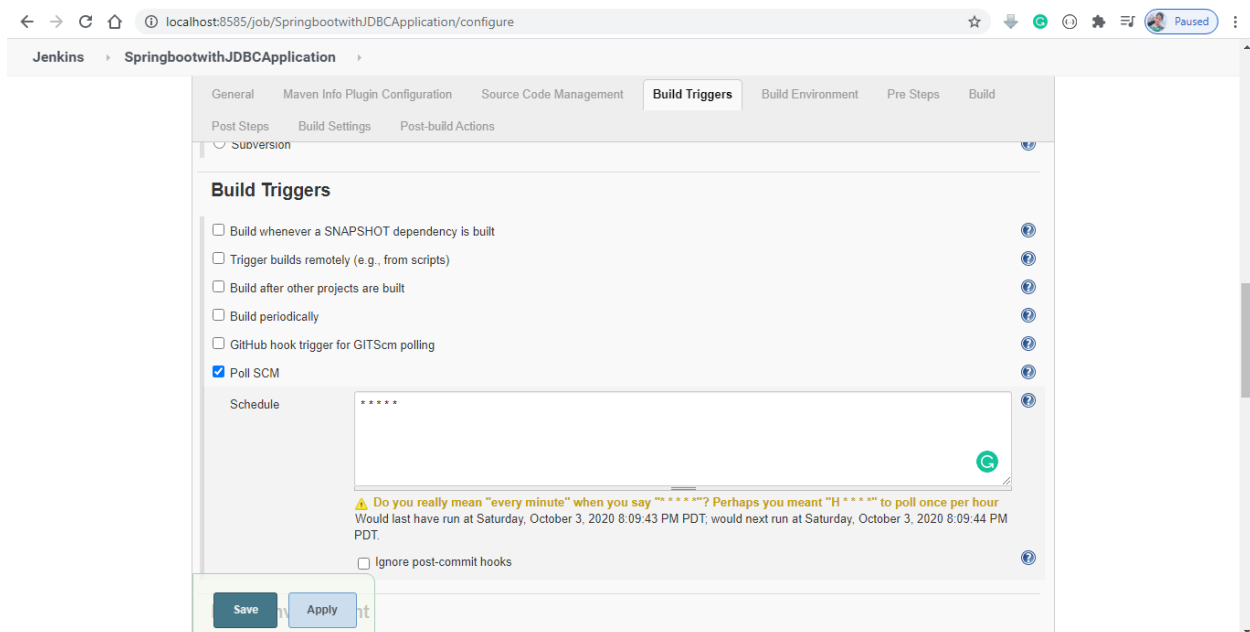 localhost:8585/job/SpringbootwithJDBCApplication/configure
Paused
Jenkins
SpringbootwithJDBCApplication
General
Maven Info Plugin Configuration
Source Code Management
Build Triggers
Build Environment
Pre Steps
Build
Post Steps
Build Settings
Post-build Actions
Subversion
Build Triggers
Build whenever a SNAPSHOT dependency is built
Trigger builds remotely (e.g., from scripts)
Build after other projects are built
Build periodically
GitHub hook trigger for GITScm polling
Poll SCM
Schedule
* * * * *
Do you really mean "every minute" when you say "* * * * *"? Perhaps you meant "H * * * *" to poll once per hour
Would last have run at Saturday, October 3, 2020 8:09:43 PM PDT; would next run at Saturday, October 3, 2020 8:09:44 PM
PDT.
Ignore post-commit hooks
Save
Apply